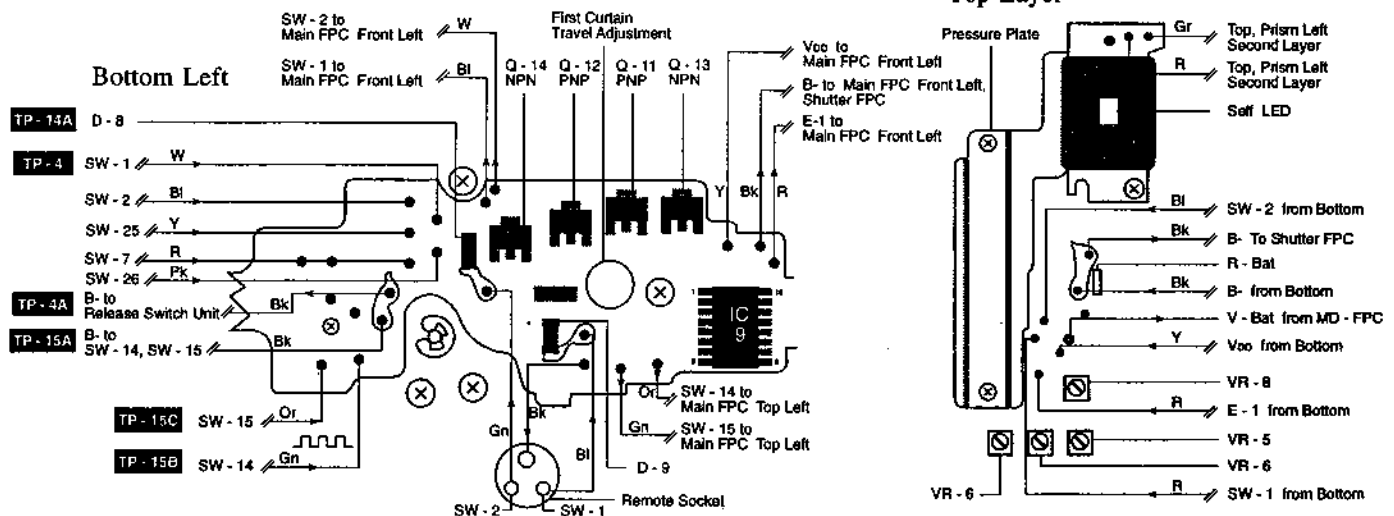 Top Layer
SW - 2 to
Main FPC Front Left
W
SW - 1 to
Main FPC Front Left
Bl
First Curtain
Travel Adjustment
Q - 14
NPN
Q - 12
PNP
Q - 11
PNP
Q - 13
NPN
VDD to
Main FPC Front Left
B- to Main FPC Front Left,
Shutter FPC
E-1 to
Main FPC Front Left
Y
Bk
R
Bottom Left
TP - 14A D - 8
TP - 4 SW - 1 W
SW - 2 Bl
SW - 25 Y
SW - 7 R
SW - 26 Pk
TP - 4A B- to
Release Switch Unit
Bk
TP - 15A B- to
SW - 14, SW - 15
Bk
TP - 15C SW - 15 Or
TP - 15B SW - 14 Gn
IC
9
Gn
Bk
Bl
Or
SW - 14 to
Main FPC Top Left
Gn
SW - 15 to
Main FPC Top Left
D - 9
Remote Socket
SW - 2
SW - 1
Pressure Plate
Gr
Top, Prism Left
Second Layer
R
Top, Prism Left
Second Layer
Self LED
Bl
SW - 2 from Bottom
Bk
B- To Shutter FPC
R - Bat
Bk
B- from Bottom
V - Bat from MD - FPC
Y
VDD from Bottom
VR - 8
R
E - 1 from Bottom
VR - 5
VR - 6
VR - 6
R
SW - 1 from Bottom